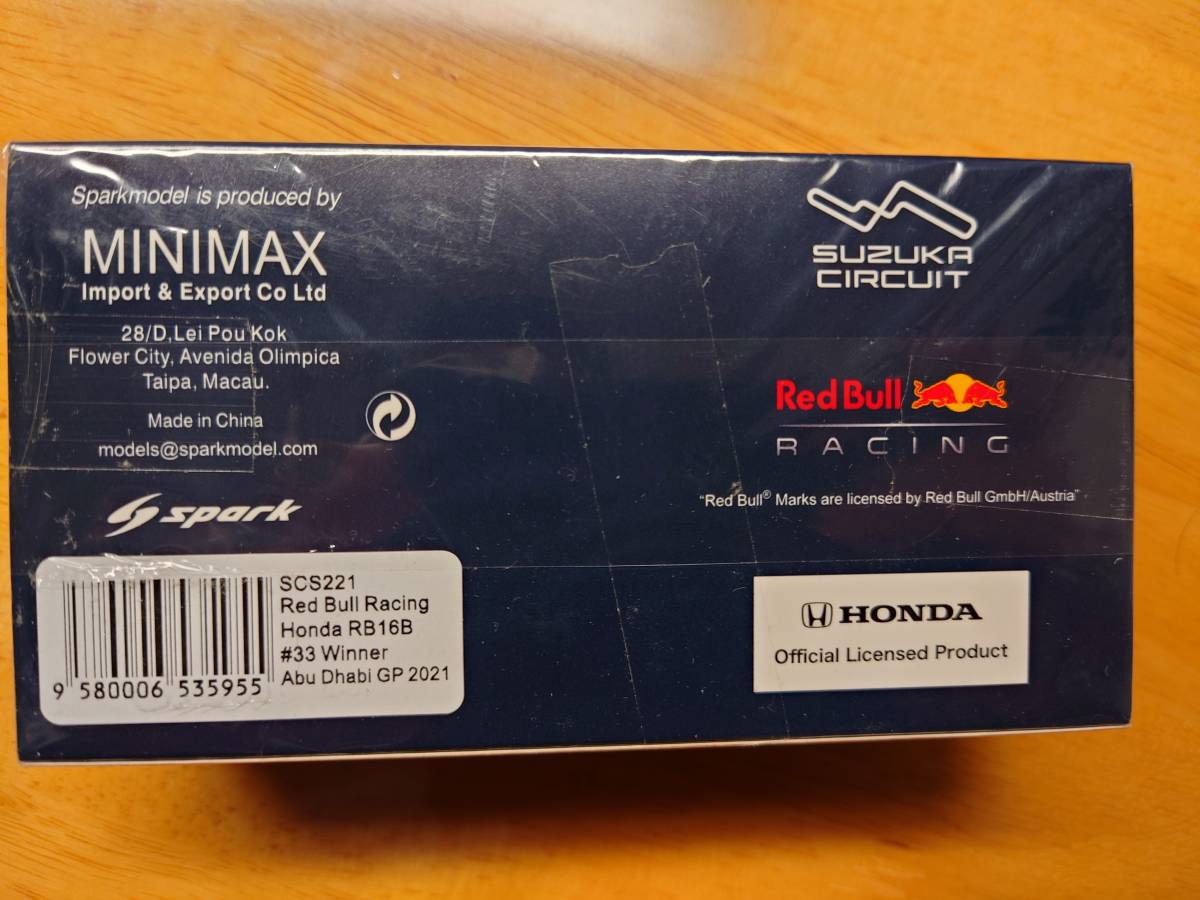 Sparkmodel is produced by
MINIMAX
Import & Export Co Ltd
28/D,Lei Pou Kok
Flower City, Avenida Olimpica
Taipa, Macau.
Made in China
models@sparkmodel.com
spark
SCS221
Red Bull Racing
Honda RB16B
#33 Winner
Abu Dhabi GP 2021
9 580006 535955
SUZUKA
CIRCUIT
Red Bull
RACING
"Red Bull® Marks are licensed by Red Bull GmbH/Austria"
HONDA
Official Licensed Product